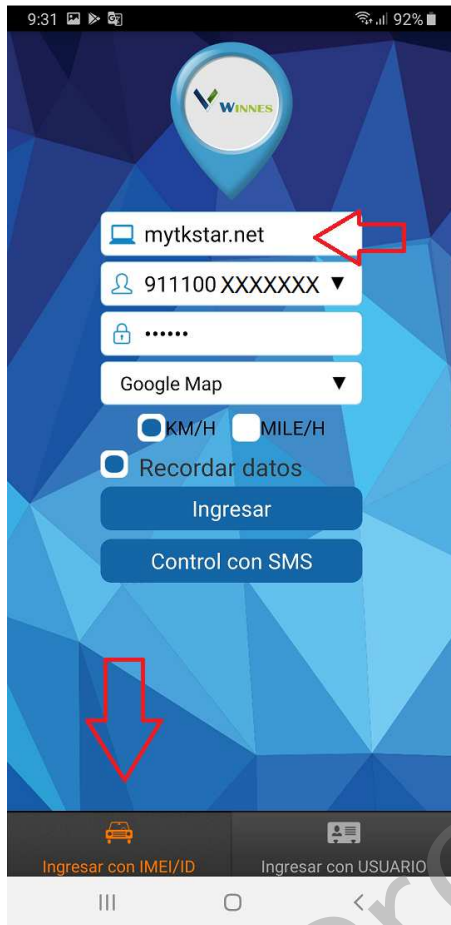 9:31 92%
WINNES
mytkstar.net
911100 XXXXXXX ▼
••••••
Google Map ▼
KM/H MILE/H
Recordar datos
Ingresar
Control con SMS
Ingresar con IMEI/ID Ingresar con USUARIO